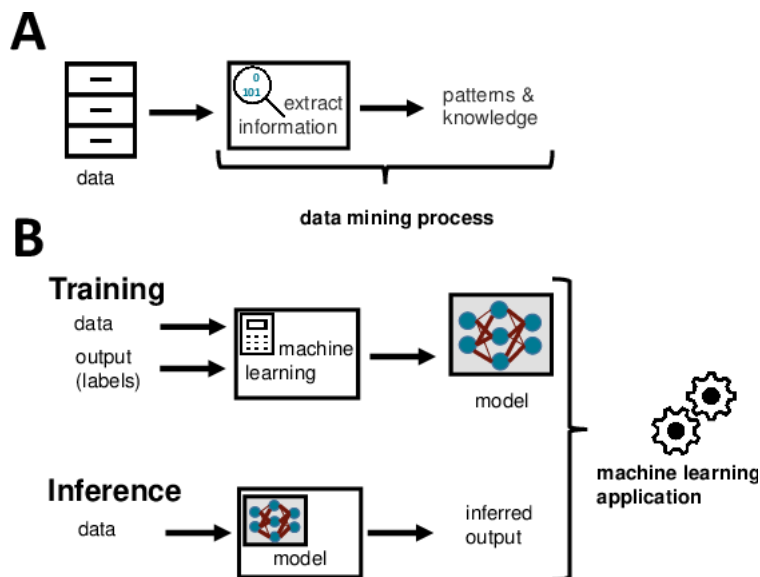 A
0
101
extract
information
patterns &
knowledge
data
data mining process
B
Training
data
output
(labels)
machine
learning
model
machine learning
application
Inference
data
model
inferred
output